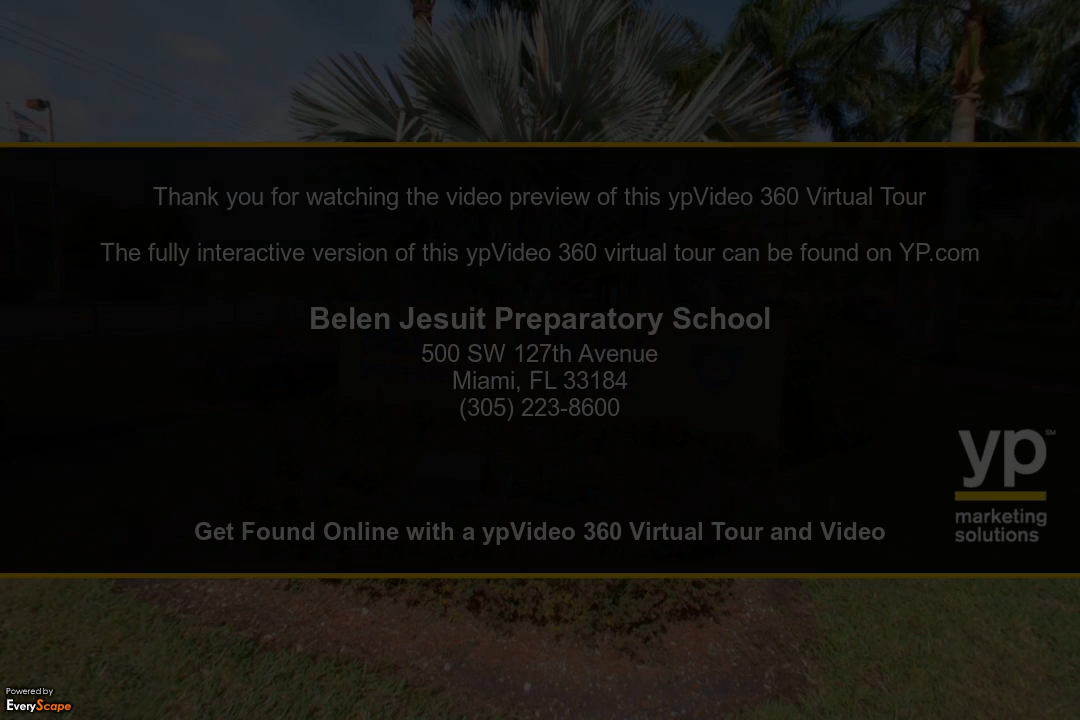 Thank you for watching the video preview of this ypVideo 360 Virtual Tour
The fully interactive version of this ypVideo 360 virtual tour can be found on YP.com
Belen Jesuit Preparatory School
500 SW 127th Avenue
Miami, FL 33184
(305) 223-8600
yp℠
marketing
solutions
Get Found Online with a ypVideo 360 Virtual Tour and Video
Powered by
EveryScape